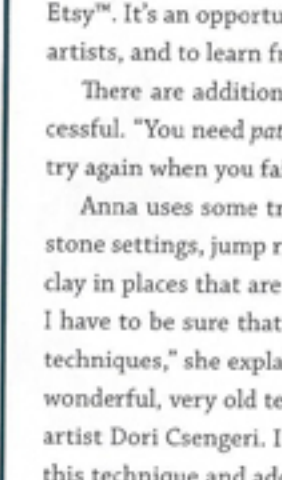 Etsy™. It's an opportu
artists, and to learn f
There are addition
cessful. "You need pat
try again when you fai
Anna uses some tr
stone settings, jump r
clay in places that are
I have to be sure that
techniques," she expla
wonderful, very old te
artist Dori Csengeri. I
this technique and ad